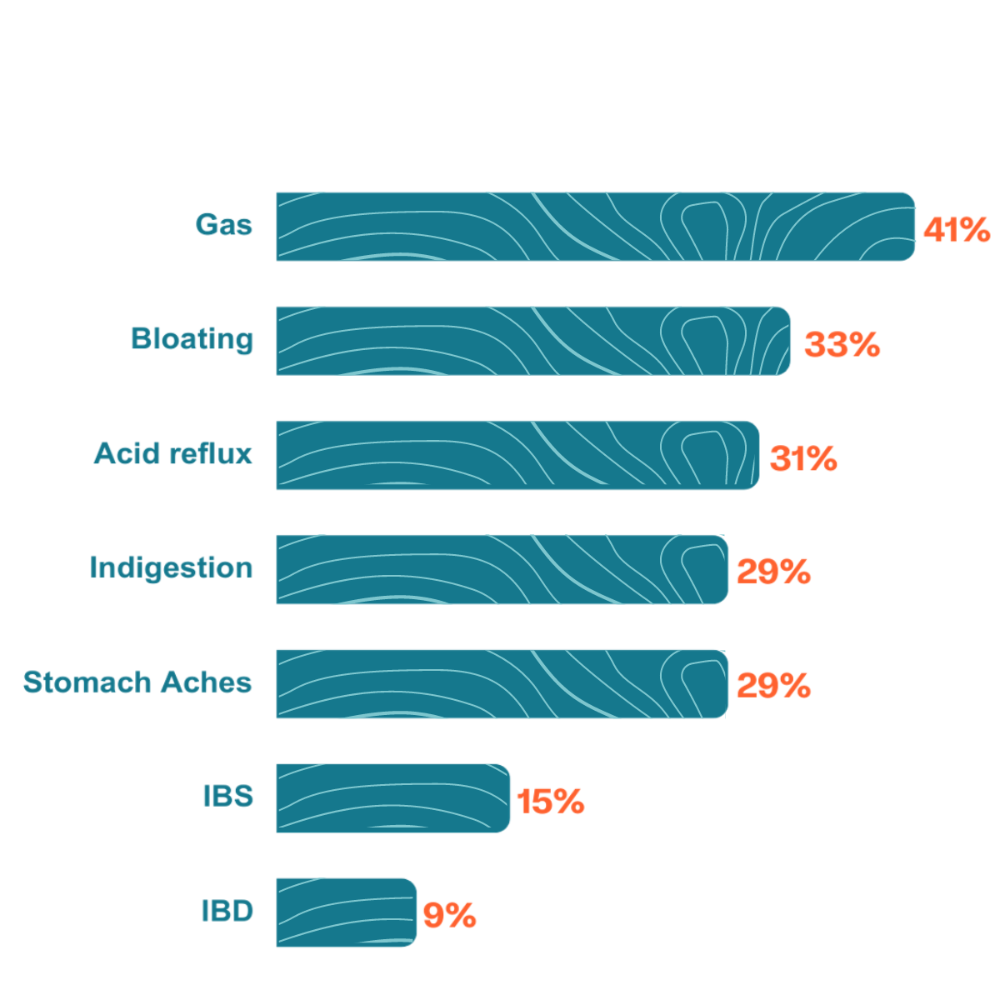 Gas 41%
Bloating 33%
Acid reflux 31%
Indigestion 29%
Stomach Aches 29%
IBS 15%
IBD 9%